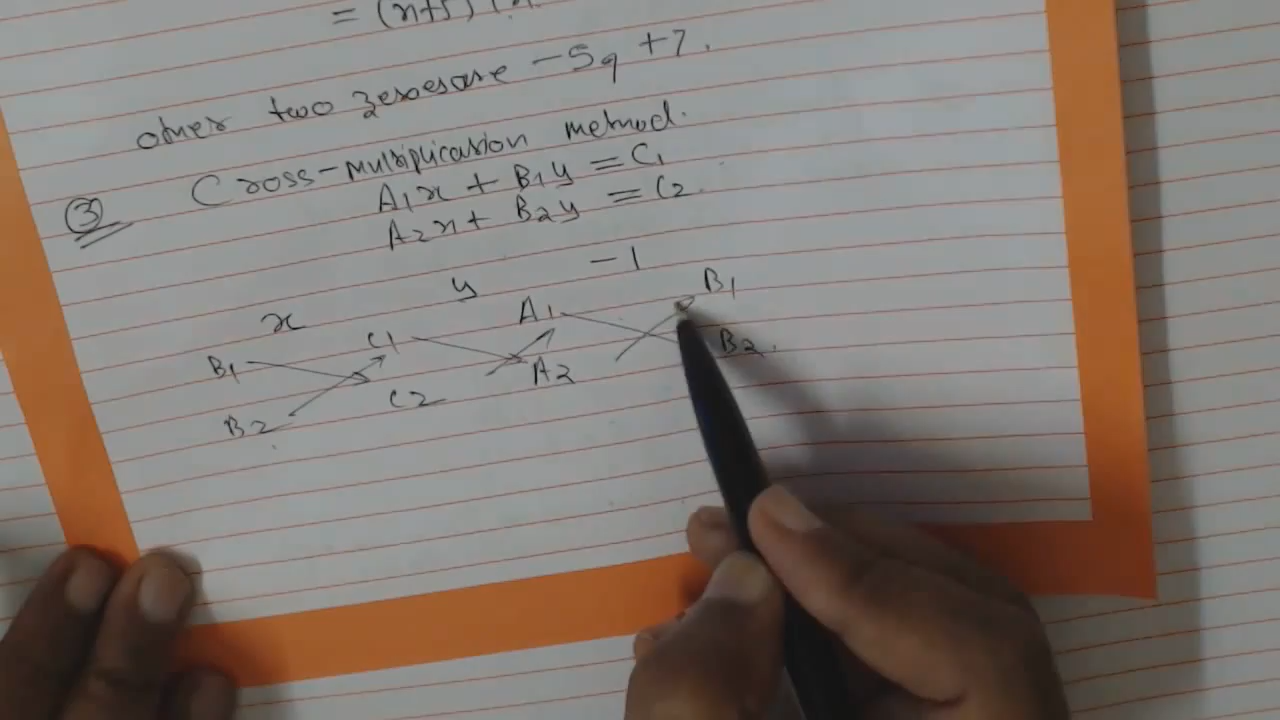 = (x+5) (x
other two zeroes are -5 q +7.
③ Cross-multiplication method.
A1x + B1y = C1
A2x + B2y = C2.
x y -1
B1 C1 A1 B1
B2 C2 A2 B2.